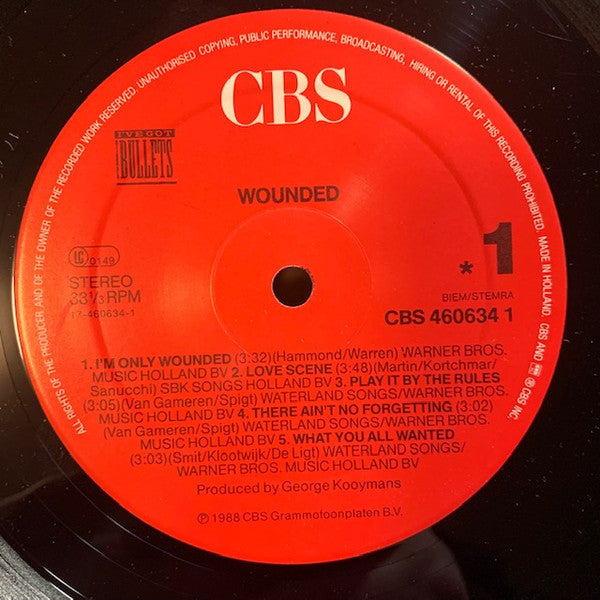 ALL RIGHTS OF THE PRODUCER AND OF THE OWNER OF THE RECORDED WORK RESERVED. UNAUTHORISED COPYING, PUBLIC PERFORMANCE, BROADCASTING, HIRING OR RENTAL OF THIS RECORDING PROHIBITED. MADE IN HOLLAND. CBS AND ® CBS INC.
CBS
I'VE GOT
BULLETS
WOUNDED
LC 0149
STEREO
33⅓ RPM
17-460634-1
* 1
BIEM/STEMRA
CBS 460634 1
1. I'M ONLY WOUNDED (3:32)(Hammond/Warren) WARNER BROS.
MUSIC HOLLAND BV 2. LOVE SCENE (3:48)(Martin/Kortchmar/
Sanucchi) SBK SONGS HOLLAND BV 3. PLAY IT BY THE RULES
(3:05)(Van Gameren/Spigt) WATERLAND SONGS/WARNER BROS.
MUSIC HOLLAND BV 4. THERE AIN'T NO FORGETTING (3:02)
(Van Gameren/Spigt) WATERLAND SONGS/WARNER BROS.
MUSIC HOLLAND BV 5. WHAT YOU ALL WANTED
(3:03)(Smit/Klootwijk/De Ligt) WATERLAND SONGS/
WARNER BROS. MUSIC HOLLAND BV
Produced by George Kooymans
℗ 1988 CBS Grammofoonplaten B.V.